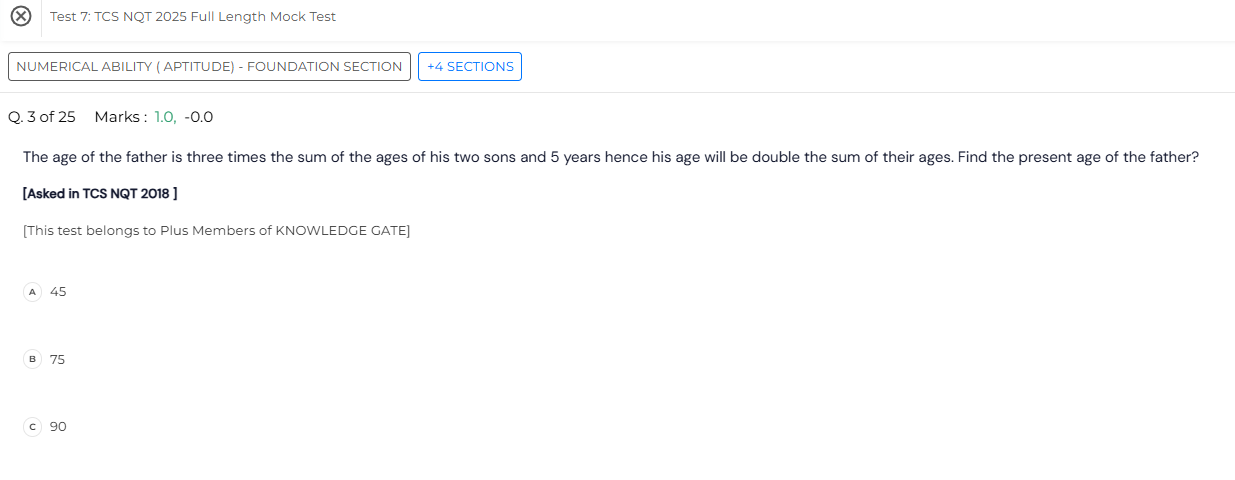 Test 7: TCS NQT 2025 Full Length Mock Test
NUMERICAL ABILITY ( APTITUDE) - FOUNDATION SECTION
+4 SECTIONS
Q. 3 of 25 Marks : 1.0, -0.0
The age of the father is three times the sum of the ages of his two sons and 5 years hence his age will be double the sum of their ages. Find the present age of the father?
[Asked in TCS NQT 2018 ]
[This test belongs to Plus Members of KNOWLEDGE GATE]
A 45
B 75
C 90